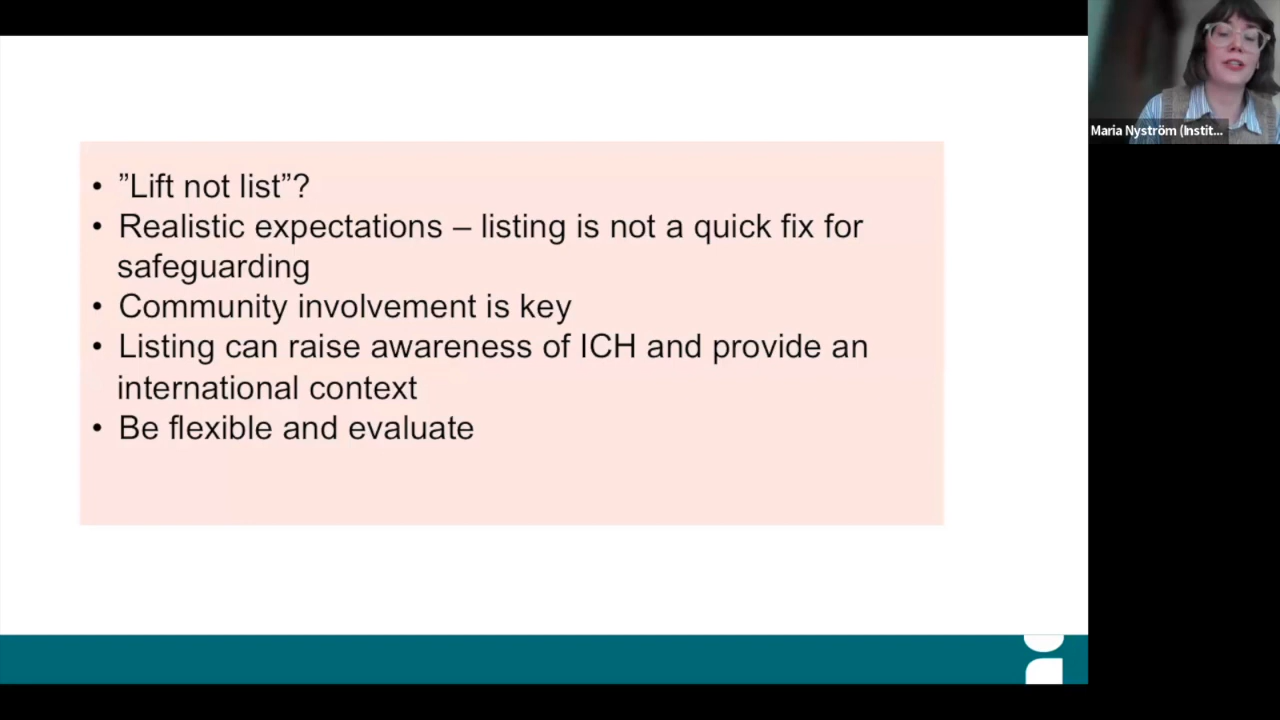 • ”Lift not list”?
• Realistic expectations – listing is not a quick fix for
safeguarding
• Community involvement is key
• Listing can raise awareness of ICH and provide an
international context
• Be flexible and evaluate
Maria Nyström (Instit...